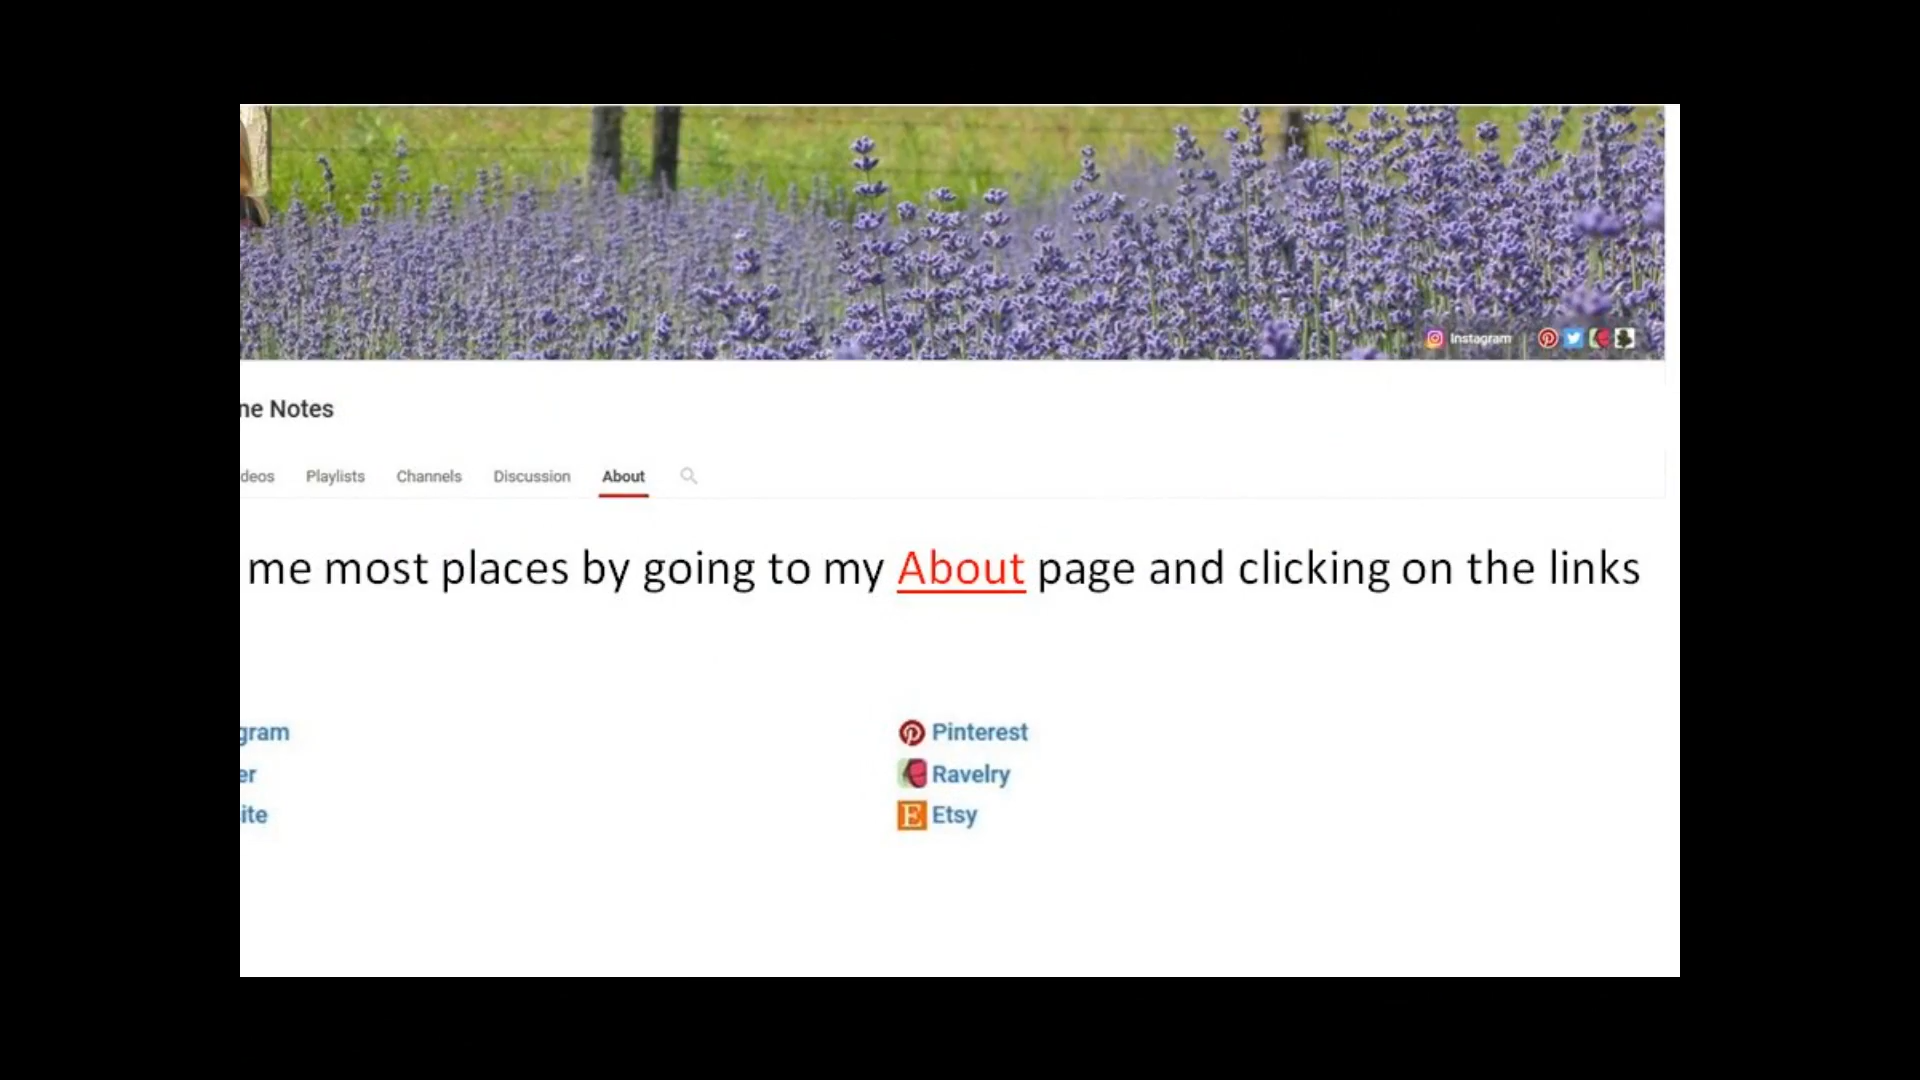 Instagram
ne Notes
deos Playlists Channels Discussion About
me most places by going to my About page and clicking on the links
gram Pinterest
er Ravelry
ite E Etsy